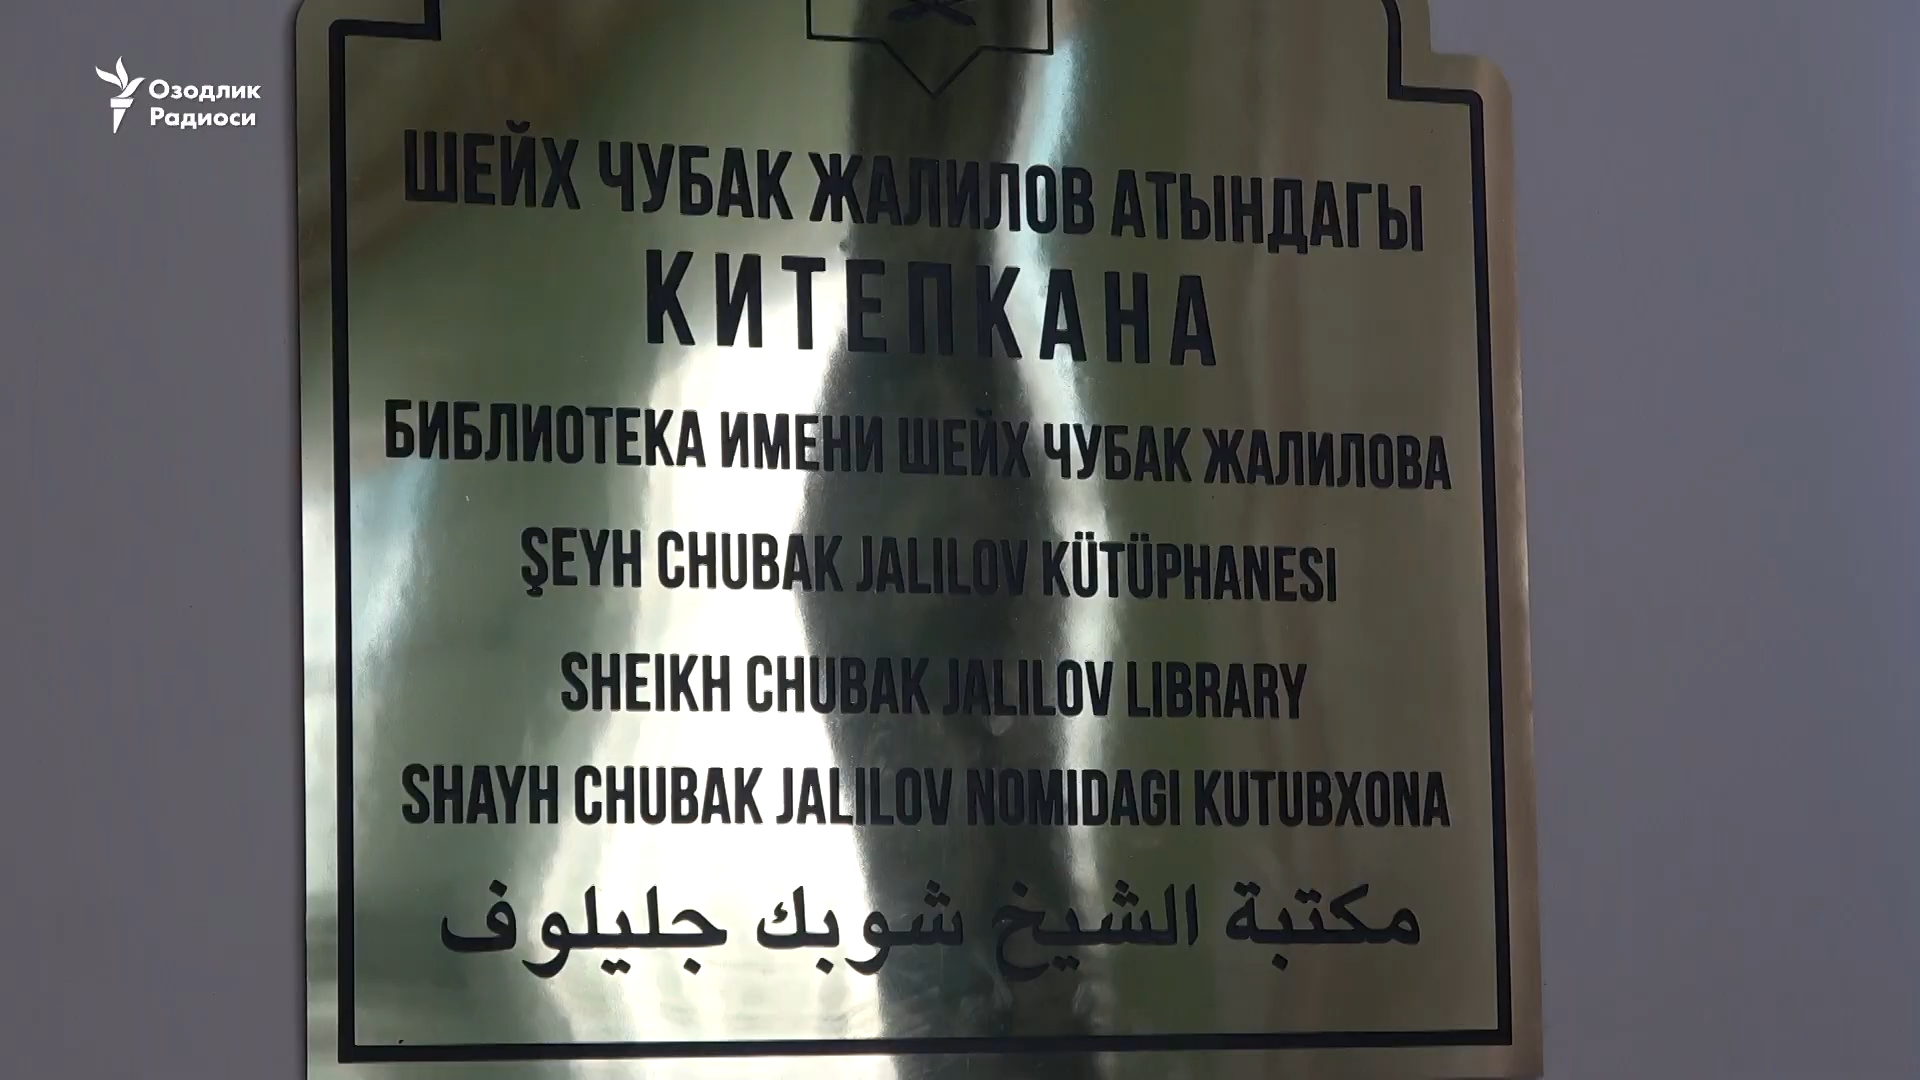 Озодлик
Радиоси
ШЕЙХ ЧУБАК ЖАЛИЛОВ АТЫНДАГЫ
КИТЕПКАНА
БИБЛИОТЕКА ИМЕНИ ШЕЙХ ЧУБАК ЖАЛИЛОВА
ŞEYH CHUBAK JALILOV KÜTÜPHANESI
SHEIKH CHUBAK JALILOV LIBRARY
SHAYH CHUBAK JALILOV NOMIDAGI KUTUBXONA
مكتبة الشيخ شوبك جليلوف